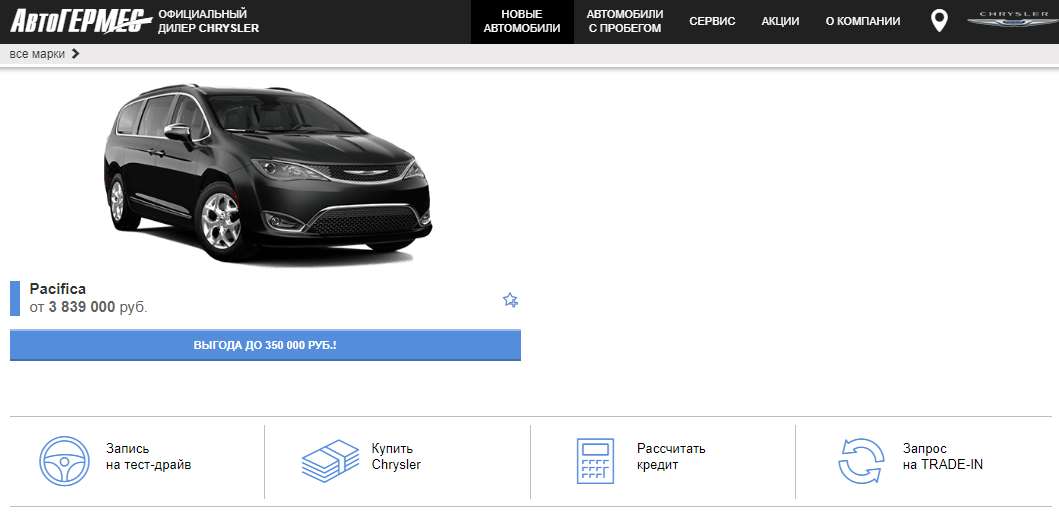 АвтоГЕРМЕС
ОФИЦИАЛЬНЫЙ
ДИЛЕР CHRYSLER
НОВЫЕ
АВТОМОБИЛИ
АВТОМОБИЛИ
С ПРОБЕГОМ
СЕРВИС
АКЦИИ
О КОМПАНИИ
CHRYSLER
все марки
Pacifica
от 3 839 000 руб.
ВЫГОДА ДО 350 000 РУБ.!
Запись
на тест-драйв
Купить
Chrysler
Рассчитать
кредит
Запрос
на TRADE-IN